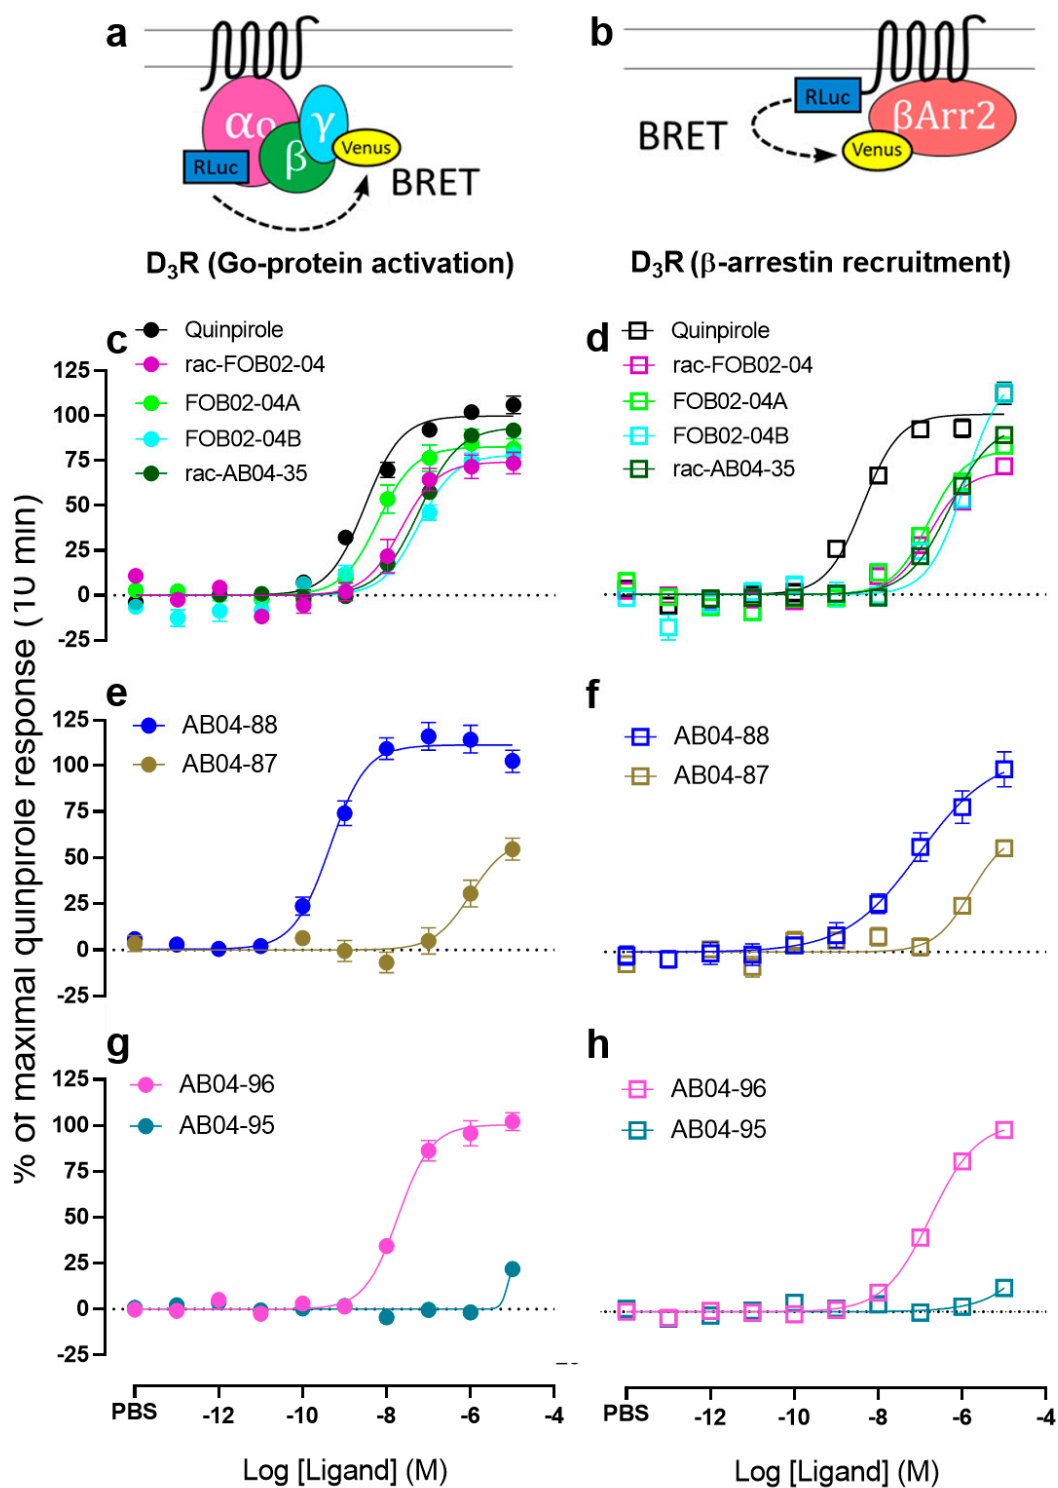 a
αo
β
γ
RLuc
Venus
BRET
D3R (Go-protein activation)
b
RLuc
βArr2
Venus
BRET
D3R (β-arrestin recruitment)
% of maximal quinpirole response (10 min)
c
Quinpirole
rac-FOB02-04
FOB02-04A
FOB02-04B
rac-AB04-35
125
100
75
50
25
0
-25
d
Quinpirole
rac-FOB02-04
FOB02-04A
FOB02-04B
rac-AB04-35
e
AB04-88
AB04-87
125
100
75
50
25
0
-25
f
AB04-88
AB04-87
g
AB04-96
AB04-95
125
100
75
50
25
0
-25
h
AB04-96
AB04-95
PBS -12 -10 -8 -6 -4
Log [Ligand] (M)
PBS -12 -10 -8 -6 -4
Log [Ligand] (M)